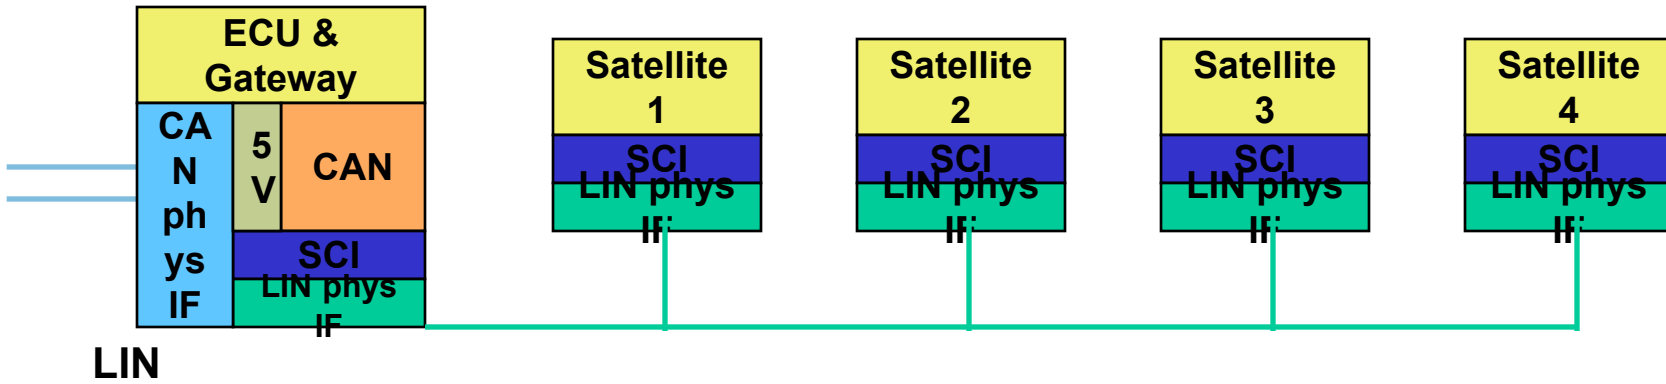 ECU &
Gateway
CA
N
ph
ys
IF
5
V
CAN
SCI
LIN phys
IF
Satellite
1
SCI
LIN phys
IF
Satellite
2
SCI
LIN phys
IF
Satellite
3
SCI
LIN phys
IF
Satellite
4
SCI
LIN phys
IF
LIN